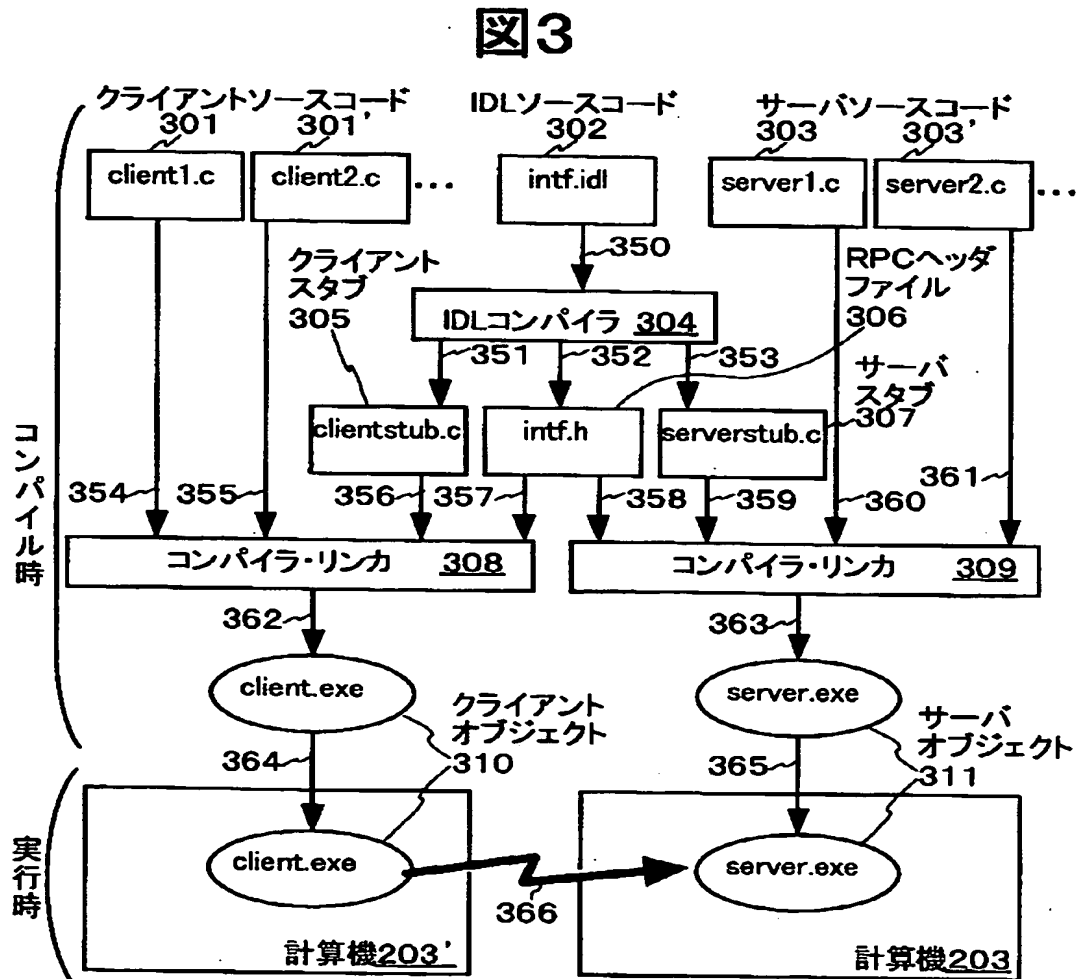 図3
クライアントソースコード
301
301'
IDLソースコード
302
サーバソースコード
303
303'
client1.c
client2.c
...
intf.idl
server1.c
server2.c
...
350
クライアント
スタブ
305
RPCヘッダ
ファイル
306
IDLコンパイラ 304
351
352
353
サーバ
スタブ
307
clientstub.c
intf.h
serverstub.c
コンパイル時
354
355
356
357
358
359
360
361
コンパイラ・リンカ 308
コンパイラ・リンカ 309
362
363
client.exe
server.exe
クライアント
オブジェクト
310
サーバ
オブジェクト
311
364
365
実行時
client.exe
server.exe
366
計算機203'
計算機203